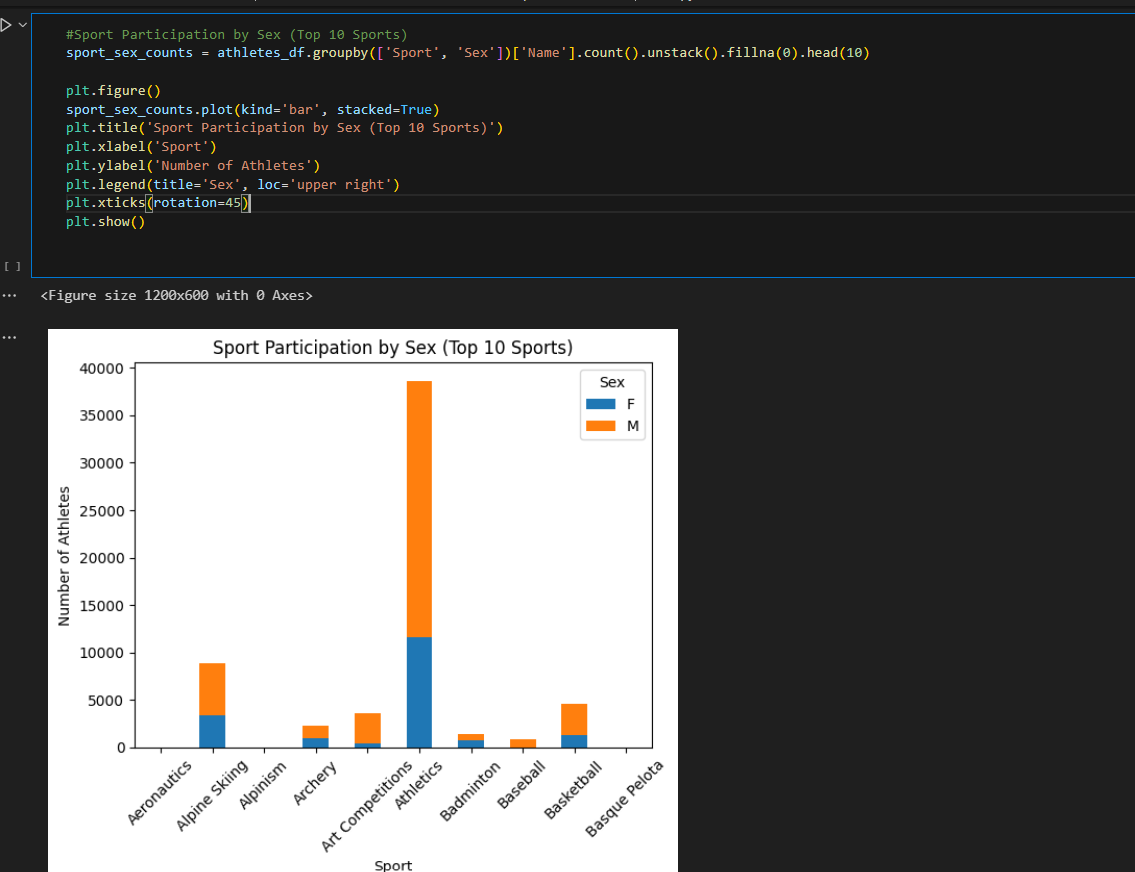 #Sport Participation by Sex (Top 10 Sports)
sport_sex_counts = athletes_df.groupby(['Sport', 'Sex'])['Name'].count().unstack().fillna(0).head(10)
plt.figure()
sport_sex_counts.plot(kind='bar', stacked=True)
plt.title('Sport Participation by Sex (Top 10 Sports)')
plt.xlabel('Sport')
plt.ylabel('Number of Athletes')
plt.legend(title='Sex', loc='upper right')
plt.xticks(rotation=45)
plt.show()
[ ]
...
<Figure size 1200x600 with 0 Axes>
...
Sport Participation by Sex (Top 10 Sports)
Sex
F
M
40000
35000
30000
25000
20000
15000
10000
5000
0
Number of Athletes
Aeronautics
Alpine Skiing
Alpinism
Archery
Art Competitions
Athletics
Badminton
Baseball
Basketball
Basque Pelota
Sport